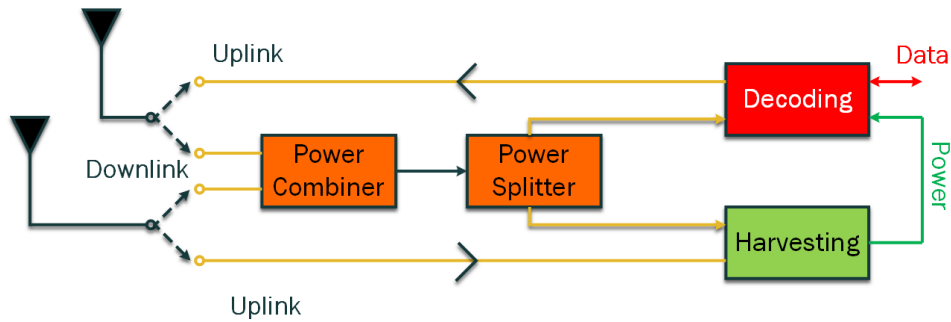 Uplink
Data
Decoding
Downlink
Power
Combiner
Power
Splitter
Power
Harvesting
Uplink